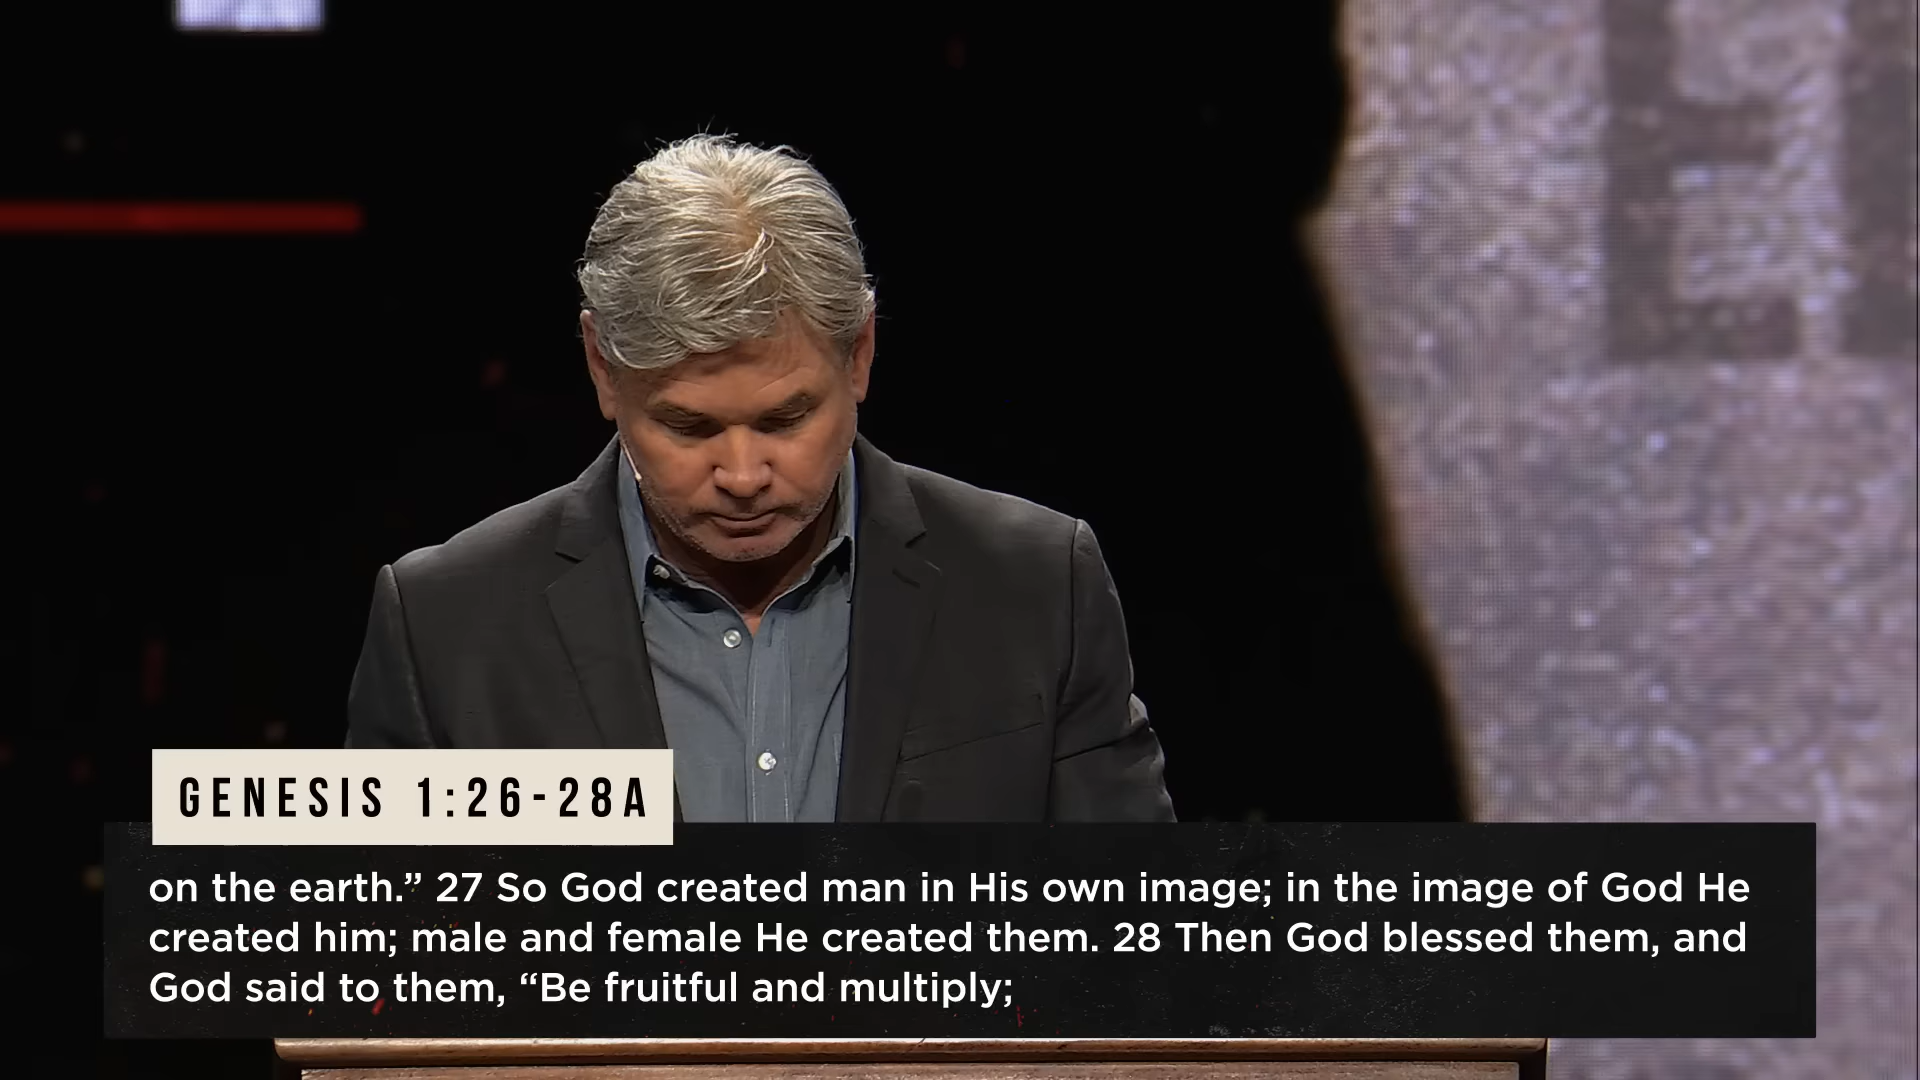 GENESIS 1:26-28A
on the earth.” 27 So God created man in His own image; in the image of God He
created him; male and female He created them. 28 Then God blessed them, and
God said to them, “Be fruitful and multiply;